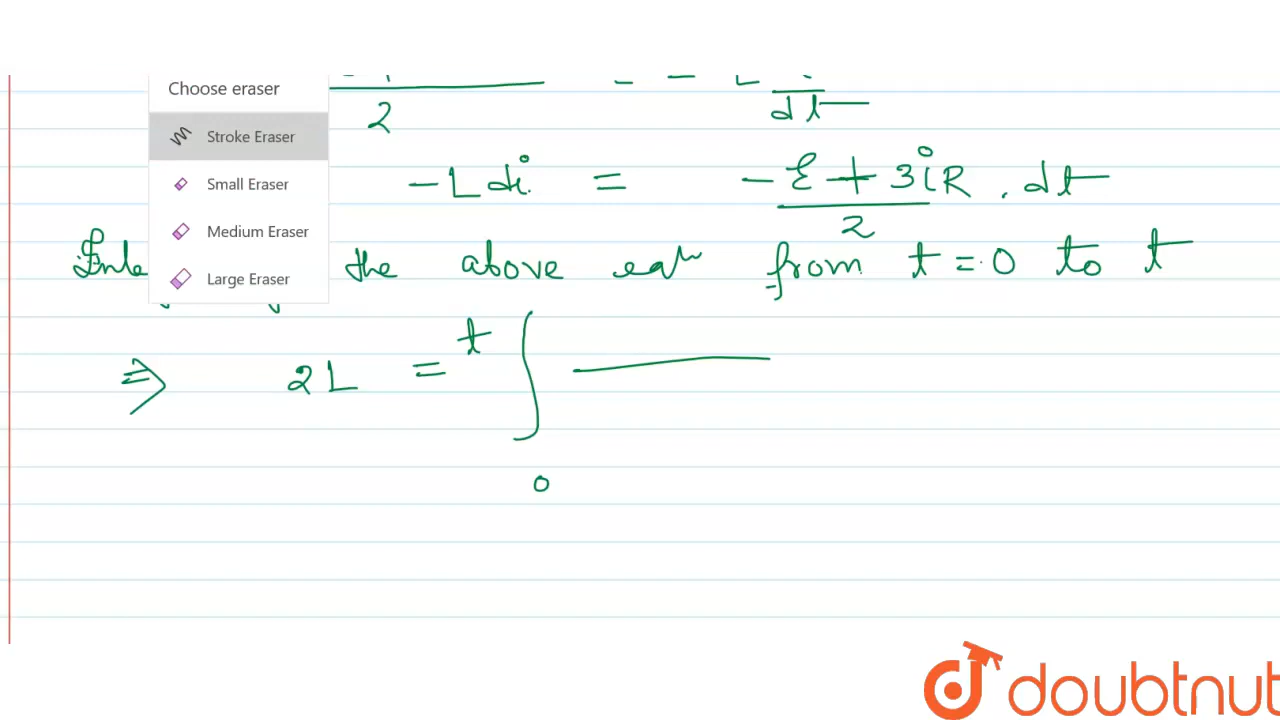 Choose eraser
Stroke Eraser
Small Eraser
Medium Eraser
Large Eraser
2
dt
-L di = -ε + 3iR . dt
2
the above eqn from t = 0 to t
⇒ 2L = t ∫
0
doubtnut